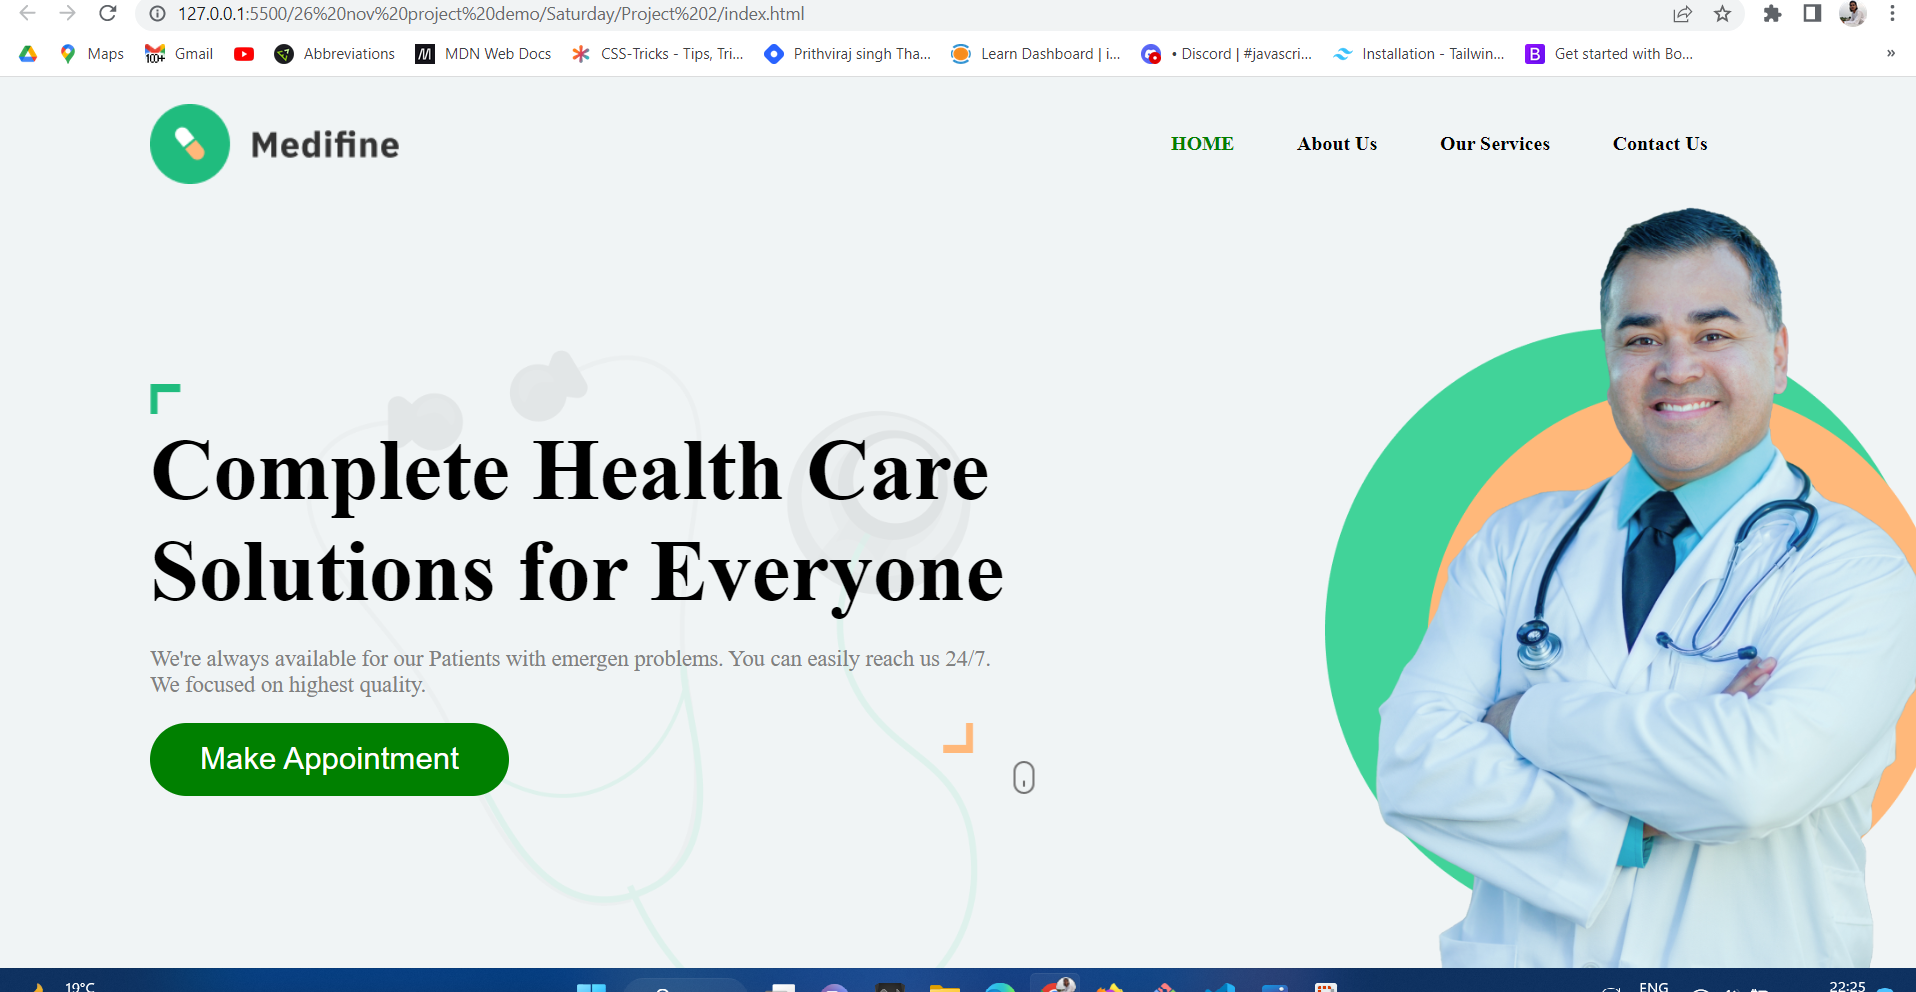 127.0.0.1:5500/26%20nov%20project%20demo/Saturday/Project%202/index.html
Maps
100+
Gmail
Abbreviations
MDN Web Docs
CSS-Tricks - Tips, Tri...
Prithviraj singh Tha...
Learn Dashboard | i...
• Discord | #javascri...
Installation - Tailwin...
B
Get started with Bo...
»
Medifine
HOME
About Us
Our Services
Contact Us
Complete Health Care
Solutions for Everyone
We're always available for our Patients with emergen problems. You can easily reach us 24/7.
We focused on highest quality.
Make Appointment
19°C
ENG
22:25